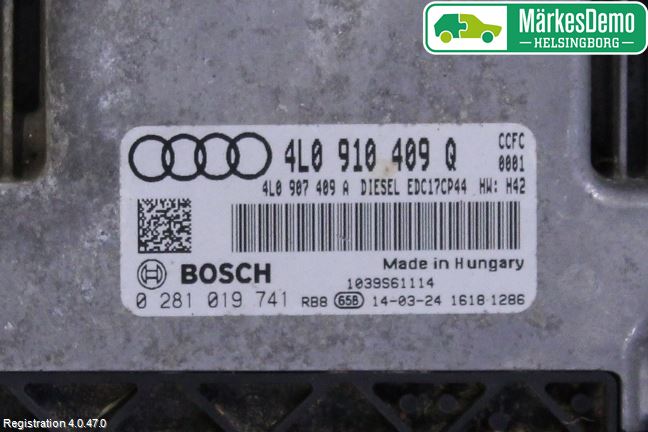 MärkesDemo
HELSINGBORG
4L0 910 409 Q CCFC 0001
4L0 907 409 A DIESEL EDC17CP44 HW: H42
BOSCH Made in Hungary
1039S61114
0 281 019 741 RB8 65B 14-03-24 1618 1286
Registration 4.0.47.0